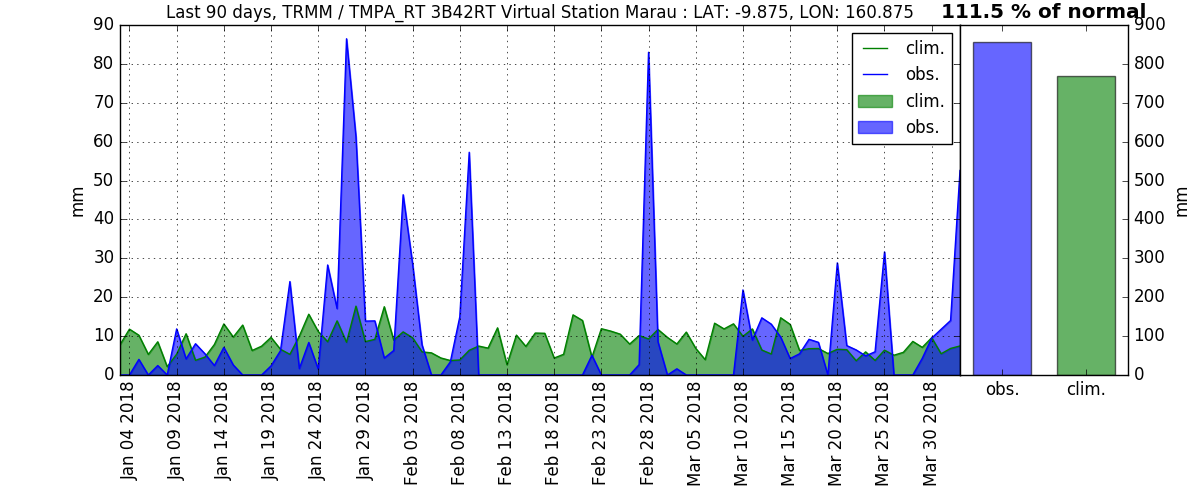 Last 90 days, TRMM / TMPA_RT 3B42RT Virtual Station Marau : LAT: -9.875, LON: 160.875
111.5 % of normal
90
80
70
60
50
40
30
20
10
0
mm
clim.
obs.
clim.
obs.
900
800
700
600
500
400
300
200
100
0
mm
Jan 04 2018
Jan 09 2018
Jan 14 2018
Jan 19 2018
Jan 24 2018
Jan 29 2018
Feb 03 2018
Feb 08 2018
Feb 13 2018
Feb 18 2018
Feb 23 2018
Feb 28 2018
Mar 05 2018
Mar 10 2018
Mar 15 2018
Mar 20 2018
Mar 25 2018
Mar 30 2018
obs.
clim.